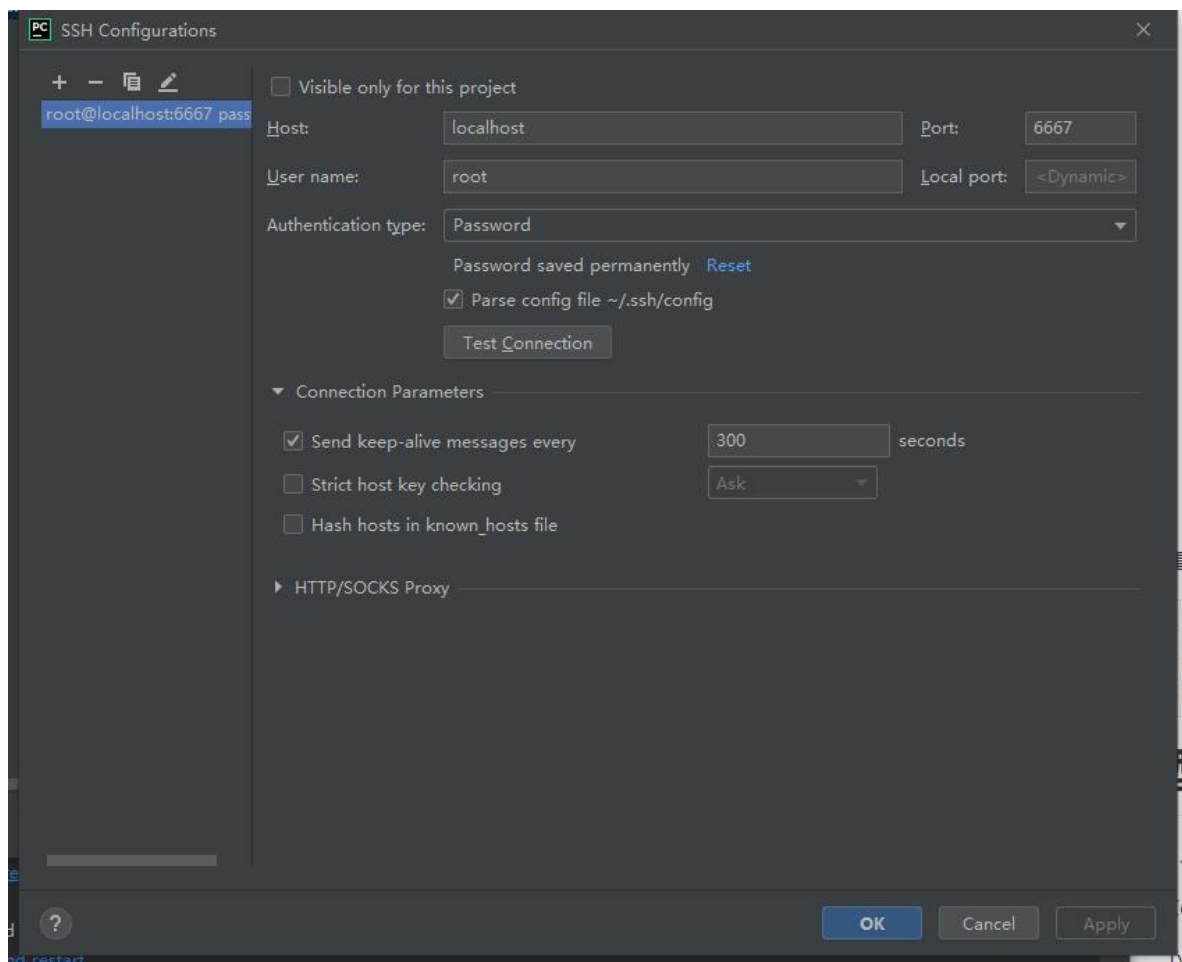 PC SSH Configurations
Visible only for this project
root@localhost:6667 pass
Host: localhost Port: 6667
User name: root Local port: <Dynamic>
Authentication type: Password
Password saved permanently Reset
Parse config file ~/.ssh/config
Test Connection
Connection Parameters
Send keep-alive messages every 300 seconds
Strict host key checking Ask
Hash hosts in known_hosts file
HTTP/SOCKS Proxy
? OK Cancel Apply
restart